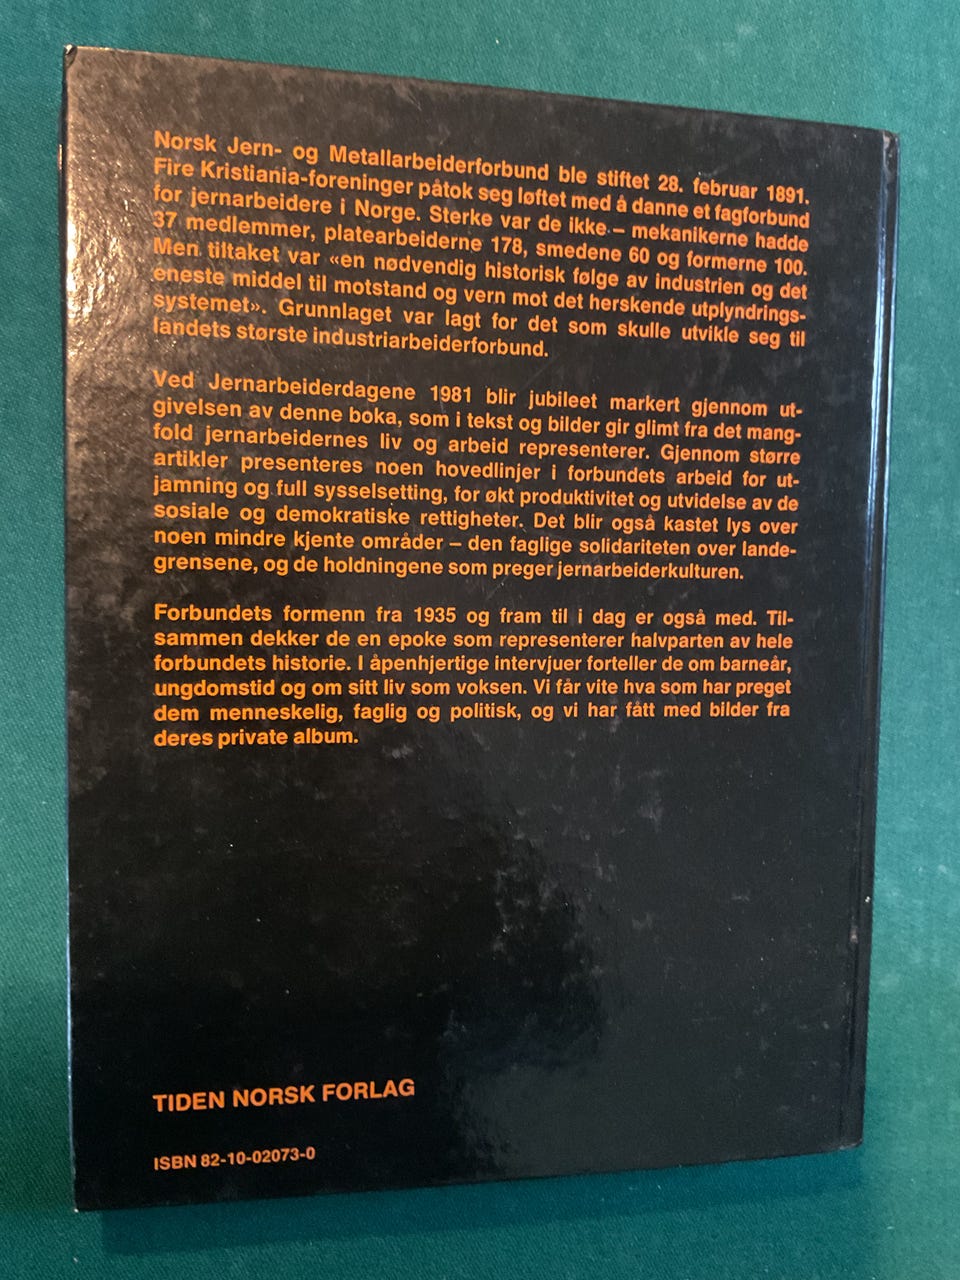 Norsk Jern- og Metallarbeiderforbund ble stiftet 28. februar 1891.
Fire Kristiania-foreninger påtok seg løftet med å danne et fagforbund
for jernarbeidere i Norge. Sterke var de ikke – mekanikerne hadde
37 medlemmer, platearbeiderne 178, smedene 60 og formerne 100.
Men tiltaket var «en nødvendig historisk følge av industrien og det
eneste middel til motstand og vern mot det herskende utplyndrings-
systemet». Grunnlaget var lagt for det som skulle utvikle seg til
landets største industriarbeiderforbund.
Ved Jernarbeiderdagene 1981 blir jubileet markert gjennom ut-
givelsen av denne boka, som i tekst og bilder gir glimt fra det mang-
fold jernarbeidernes liv og arbeid representerer. Gjennom større
artikler presenteres noen hovedlinjer i forbundets arbeid for ut-
jamning og full sysselsetting, for økt produktivitet og utvidelse av de
sosiale og demokratiske rettigheter. Det blir også kastet lys over
noen mindre kjente områder – den faglige solidariteten over lande-
grensene, og de holdningene som preger jernarbeiderkulturen.
Forbundets formenn fra 1935 og fram til i dag er også med. Til-
sammen dekker de en epoke som representerer halvparten av hele
forbundets historie. I åpenhjertige intervjuer forteller de om barneår,
ungdomstid og om sitt liv som voksen. Vi får vite hva som har preget
dem menneskelig, faglig og politisk, og vi har fått med bilder fra
deres private album.
TIDEN NORSK FORLAG
ISBN 82-10-02073-0